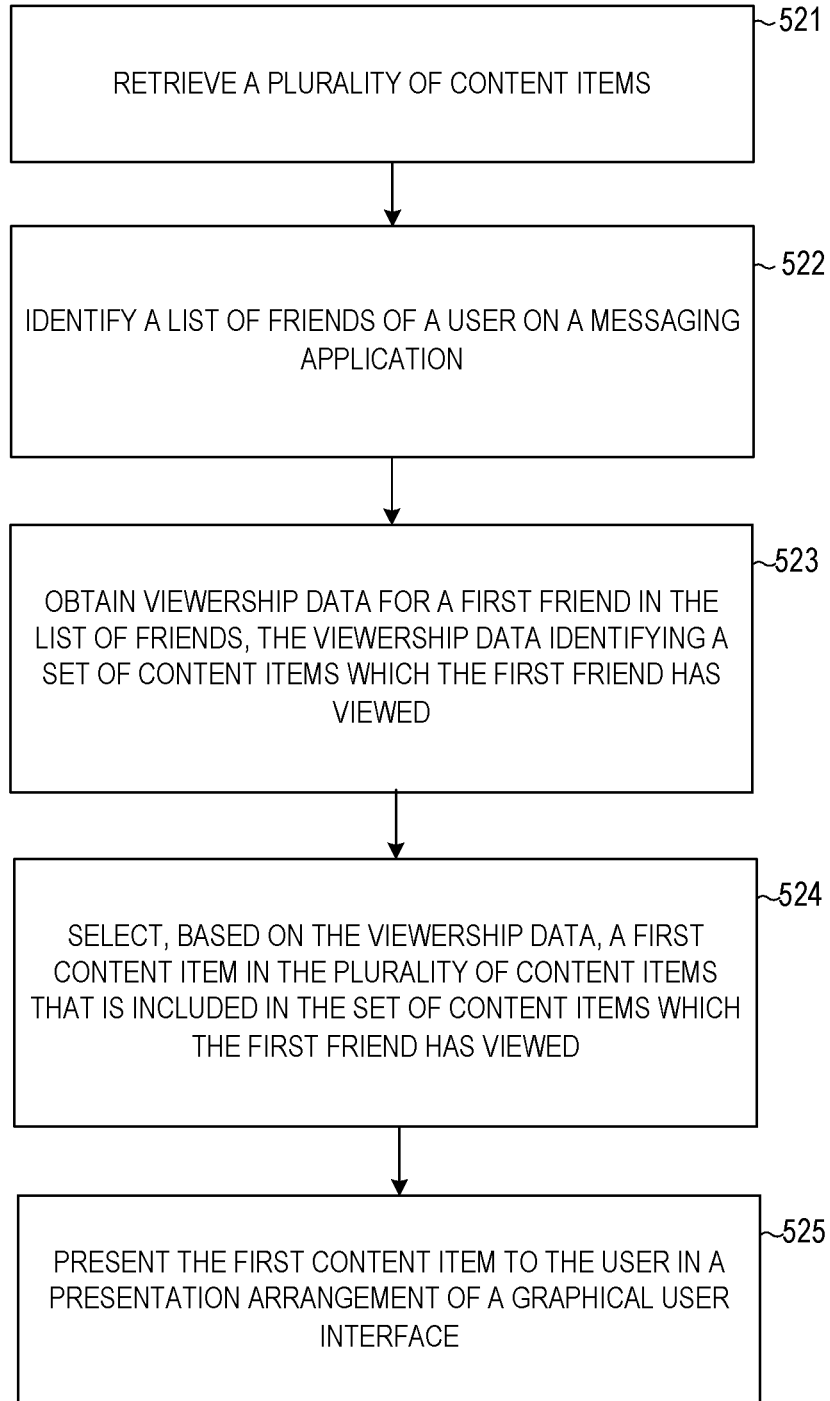 521
RETRIEVE A PLURALITY OF CONTENT ITEMS
522
IDENTIFY A LIST OF FRIENDS OF A USER ON A MESSAGING
APPLICATION
523
OBTAIN VIEWERSHIP DATA FOR A FIRST FRIEND IN THE
LIST OF FRIENDS, THE VIEWERSHIP DATA IDENTIFYING A
SET OF CONTENT ITEMS WHICH THE FIRST FRIEND HAS
VIEWED
524
SELECT, BASED ON THE VIEWERSHIP DATA, A FIRST
CONTENT ITEM IN THE PLURALITY OF CONTENT ITEMS
THAT IS INCLUDED IN THE SET OF CONTENT ITEMS WHICH
THE FIRST FRIEND HAS VIEWED
525
PRESENT THE FIRST CONTENT ITEM TO THE USER IN A
PRESENTATION ARRANGEMENT OF A GRAPHICAL USER
INTERFACE